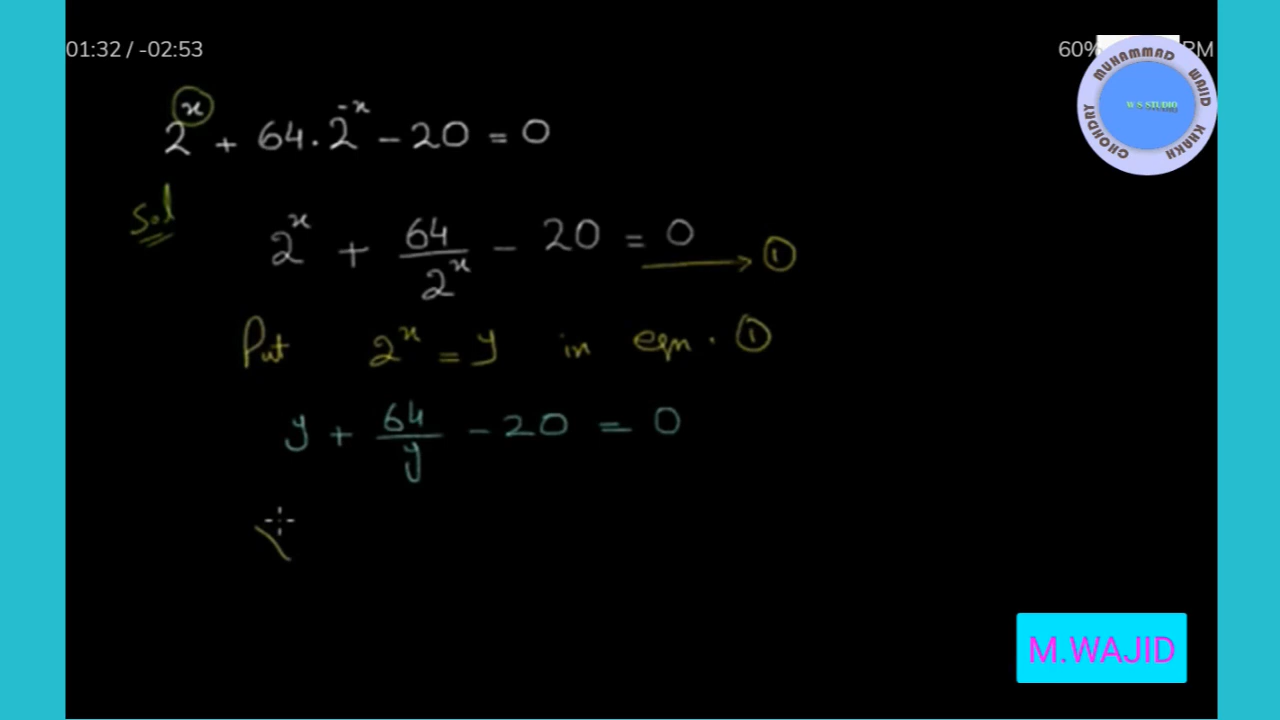 01:32 / -02:53
60% PM
MUHAMMAD WAJID KHAKH CHOHDRY
W S STUDIO
2^x + 64.2^-x - 20 = 0
Sol
2^x + 64/2^x - 20 = 0 → ①
Put 2^x = y in eqn. ①
y + 64/y - 20 = 0
M.WAJID